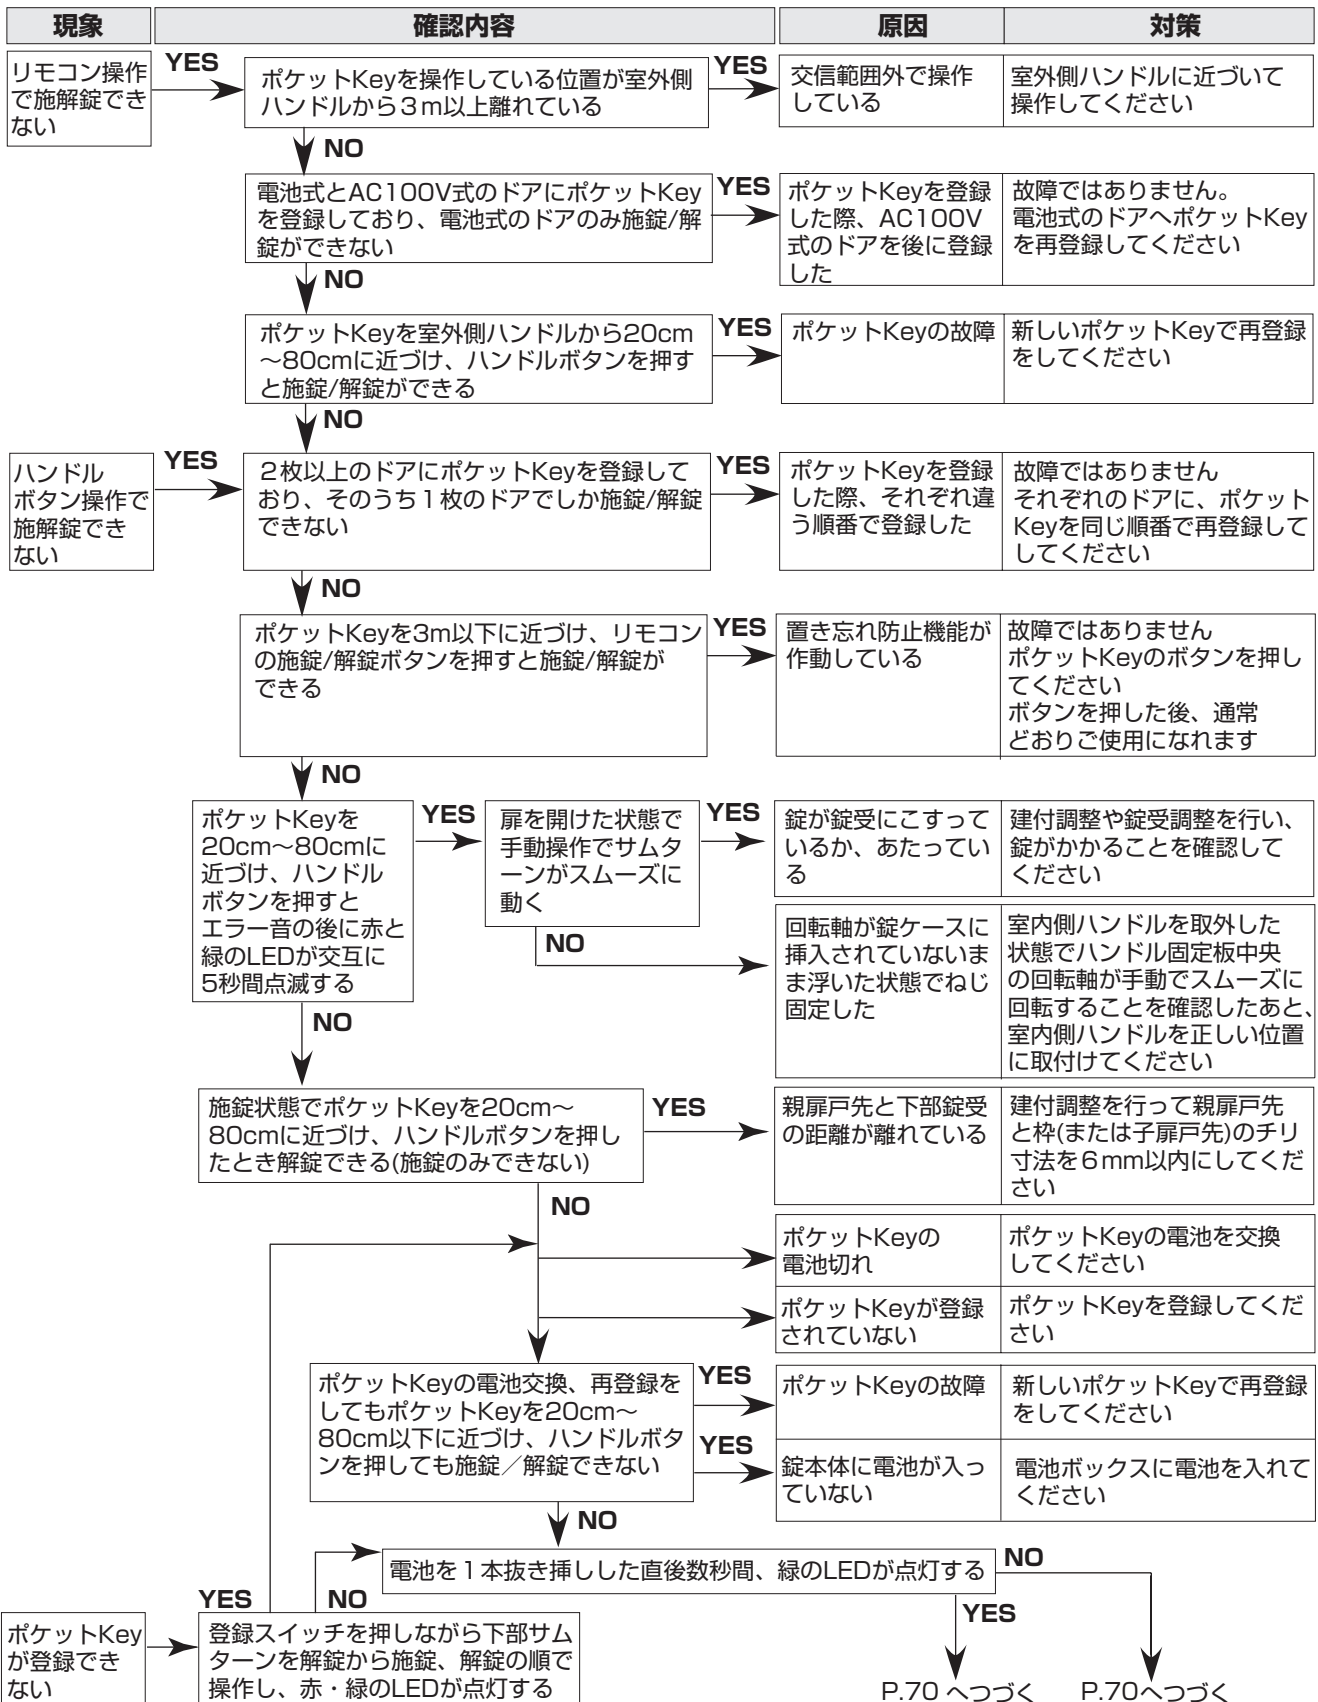 現象
確認内容
原因
対策
リモコン操作
で施解錠でき
ない
YES
ポケットKeyを操作している位置が室外側
ハンドルから３ｍ以上離れている
YES
交信範囲外で操作
している
室外側ハンドルに近づいて
操作してください
NO
電池式とAC100V式のドアにポケットKey
を登録しており、電池式のドアのみ施錠/解
錠ができない
YES
ポケットKeyを登録
した際、AC100V
式のドアを後に登録
した
故障ではありません。
電池式のドアへポケットKey
を再登録してください
NO
ポケットKeyを室外側ハンドルから20cm
～80cmに近づけ、ハンドルボタンを押す
と施錠/解錠ができる
YES
ポケットKeyの故障
新しいポケットKeyで再登録
をしてください
NO
ハンドル
ボタン操作で
施解錠でき
ない
YES
２枚以上のドアにポケットKeyを登録して
おり、そのうち１枚のドアでしか施錠/解錠
できない
YES
ポケットKeyを登録
した際、それぞれ違
う順番で登録した
故障ではありません
それぞれのドアに、ポケット
Keyを同じ順番で再登録して
してください
NO
ポケットKeyを3m以下に近づけ、リモコン
の施錠/解錠ボタンを押すと施錠/解錠が
できる
YES
置き忘れ防止機能が
作動している
故障ではありません
ポケットKeyのボタンを押し
てください
ボタンを押した後、通常
どおりご使用になれます
NO
ポケットKeyを
20cm～80cmに
近づけ、ハンドル
ボタンを押すと
エラー音の後に赤と
緑のLEDが交互に
5秒間点滅する
YES
扉を開けた状態で
手動操作でサムタ
ーンがスムーズに
動く
YES
錠が錠受にこすって
いるか、あたってい
る
建付調整や錠受調整を行い、
錠がかかることを確認して
ください
NO
回転軸が錠ケースに
挿入されていないま
ま浮いた状態でねじ
固定した
室内側ハンドルを取外した
状態でハンドル固定板中央
の回転軸が手動でスムーズに
回転することを確認したあと、
室内側ハンドルを正しい位置
に取付けてください
NO
施錠状態でポケットKeyを20cm～
80cmに近づけ、ハンドルボタンを押し
たとき解錠できる(施錠のみできない)
YES
親扉戸先と下部錠受
の距離が離れている
建付調整を行って親扉戸先
と枠(または子扉戸先)のチリ
寸法を６mm以内にしてくだ
さい
NO
ポケットKeyの
電池切れ
ポケットKeyの電池を交換
してください
ポケットKeyが登録
されていない
ポケットKeyを登録してくだ
さい
ポケットKeyの電池交換、再登録を
してもポケットKeyを20cm～
80cm以下に近づけ、ハンドルボタ
ンを押しても施錠／解錠できない
YES
ポケットKeyの故障
新しいポケットKeyで再登録
をしてください
YES
錠本体に電池が入っ
ていない
電池ボックスに電池を入れて
ください
NO
電池を１本抜き挿しした直後数秒間、緑のLEDが点灯する
NO
YES
YES
NO
ポケットKey
が登録でき
ない
登録スイッチを押しながら下部サム
ターンを解錠から施錠、解錠の順で
操作し、赤・緑のLEDが点灯する
P.70 へつづく
P.70へつづく